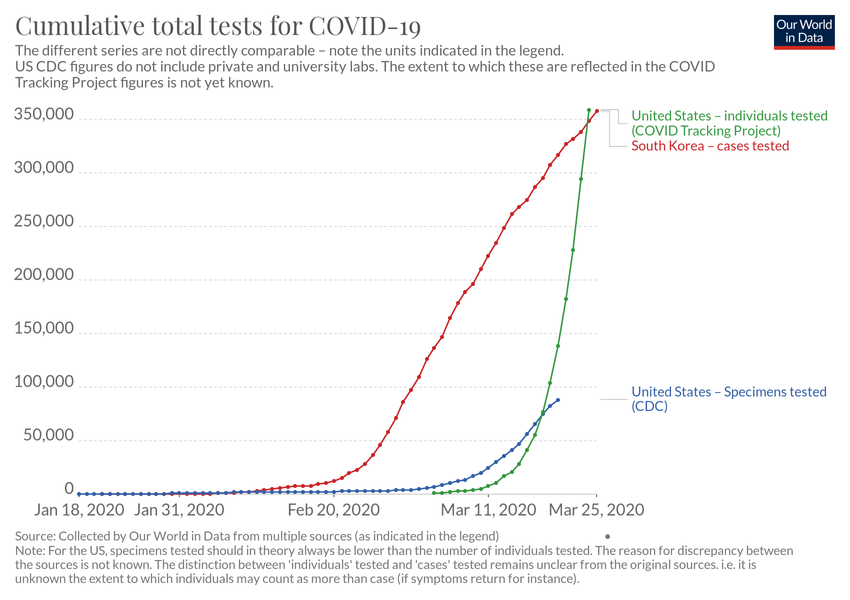 Cumulative total tests for COVID-19
Our World
in Data
The different series are not directly comparable – note the units indicated in the legend.
US CDC figures do not include private and university labs. The extent to which these are reflected in the COVID
Tracking Project figures is not yet known.
350,000
300,000
250,000
200,000
150,000
100,000
50,000
0
United States – individuals tested
(COVID Tracking Project)
South Korea – cases tested
United States – Specimens tested
(CDC)
Jan 18, 2020
Jan 31, 2020
Feb 20, 2020
Mar 11, 2020
Mar 25, 2020
Source: Collected by Our World in Data from multiple sources (as indicated in the legend)
Note: For the US, specimens tested should in theory always be lower than the number of individuals tested. The reason for discrepancy between
the sources is not known. The distinction between 'individuals' tested and 'cases' tested remains unclear from the original sources. i.e. it is
unknown the extent to which individuals may count as more than case (if symptoms return for instance).